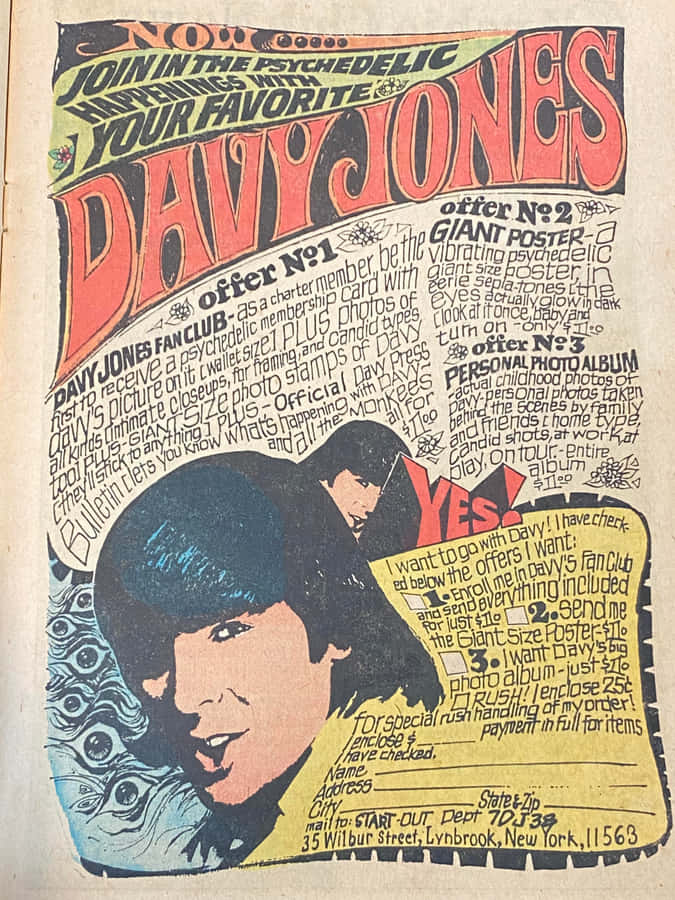 NOW.....
JOIN IN THE PSYCHEDELIC
HAPPENINGS WITH
YOUR FAVORITE
DAVY JONES
offer No1
DAVY JONES FAN CLUB - as a charter member, be the
first to receive a psychedelic membership card with
davy's picture on it (wallet size) PLUS photos of
all kinds (intimate closeups, for framing, and candid types,
too) PLUS - GIANT SIZE photo stamps of Davy
(they'll stick to anything) PLUS - Official Davy Press
Bulletin (lets you know what's happening with DAVY
and all the Monkees
all for
$1.00
offer No2
GIANT POSTER - a
vibrating psychedelic
giant size poster in
eerie sepia-tones (the
eyes actually glow in dark
(look at it once, baby and
turn on - only $1.00
offer No3
PERSONAL PHOTO ALBUM
- actual childhood photos of
Davy - personal photos taken
behind the scenes by family
and friends (home type,
candid shots, at work, at
play, on tour - entire
album
$1.00
YES!
I want to go with Davy! I have check-
ed below the offers I want:
1. Enroll me in Davy's Fan Club
and send everything included
for just $1.00
2. Send me
the Giant Size Poster - $1.00
3. I want Davy's big
photo album - just $1.00
RUSH! I enclose 25¢
for special rush handling of my order!
I enclose $ ______ payment in full for items
have checked.
Name
Address
City State & Zip
mail to: START-OUT Dept 7DJ38
35 Wilbur Street, Lynbrook, New York, 11563